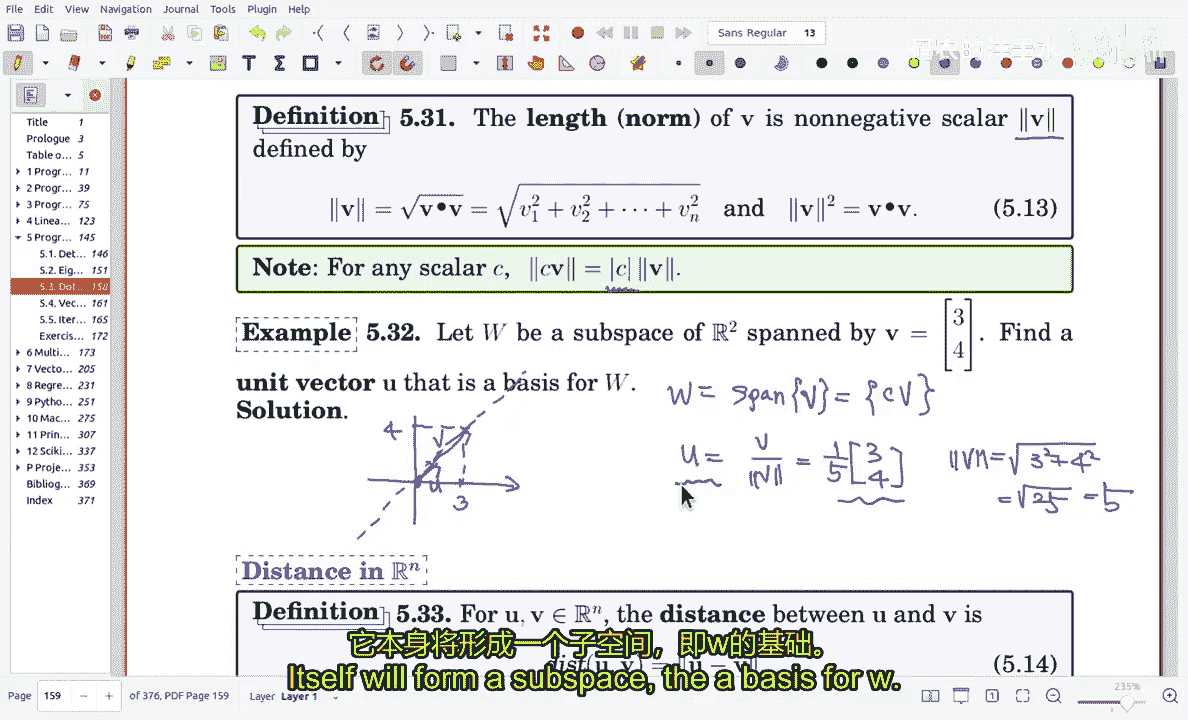 File Edit View Navigation Journal Tools Plugin Help
Sans Regular 13
Title 1
Prologue 3
Table o... 5
1 Progr... 11
2 Progr... 39
3 Progr... 75
4 Linea... 123
5 Progr... 145
5.1. Det... 146
5.2. Eig... 151
5.3. Dot... 158
5.4. Vec... 161
5.5. Iter... 165
Exercis... 172
6 Multi... 173
7 Vecto... 205
8 Regre... 231
9 Pytho... 251
10 Mac... 275
11 Prin... 307
12 Sciki... 337
P Proje... 353
Bibliog... 369
Index 371
Definition 5.31. The length (norm) of v is nonnegative scalar ‖v‖
defined by
‖v‖ = √v•v = √v₁² + v₂² + ⋯ + vₙ² and ‖v‖² = v•v. (5.13)
Note: For any scalar c, ‖cv‖ = |c| ‖v‖.
Example 5.32. Let W be a subspace of ℝ² spanned by v = [3 4]. Find a
unit vector u that is a basis for W.
W = span{v} = {cv}
Solution.
4 v u 3
u = v/‖v‖ = 1/5 [3 4] ‖v‖ = √3²+4²
= √25 = 5
Distance in ℝⁿ
Definition 5.33. For u, v ∈ ℝⁿ, the distance between u and v is
dist(u, v) = ‖u − v‖ (5.14)
它本身将形成一个子空间，即w的基础。
Itself will form a subspace, the a basis for w.
Page 159 of 376, PDF Page 159 Layer Layer 1 235%